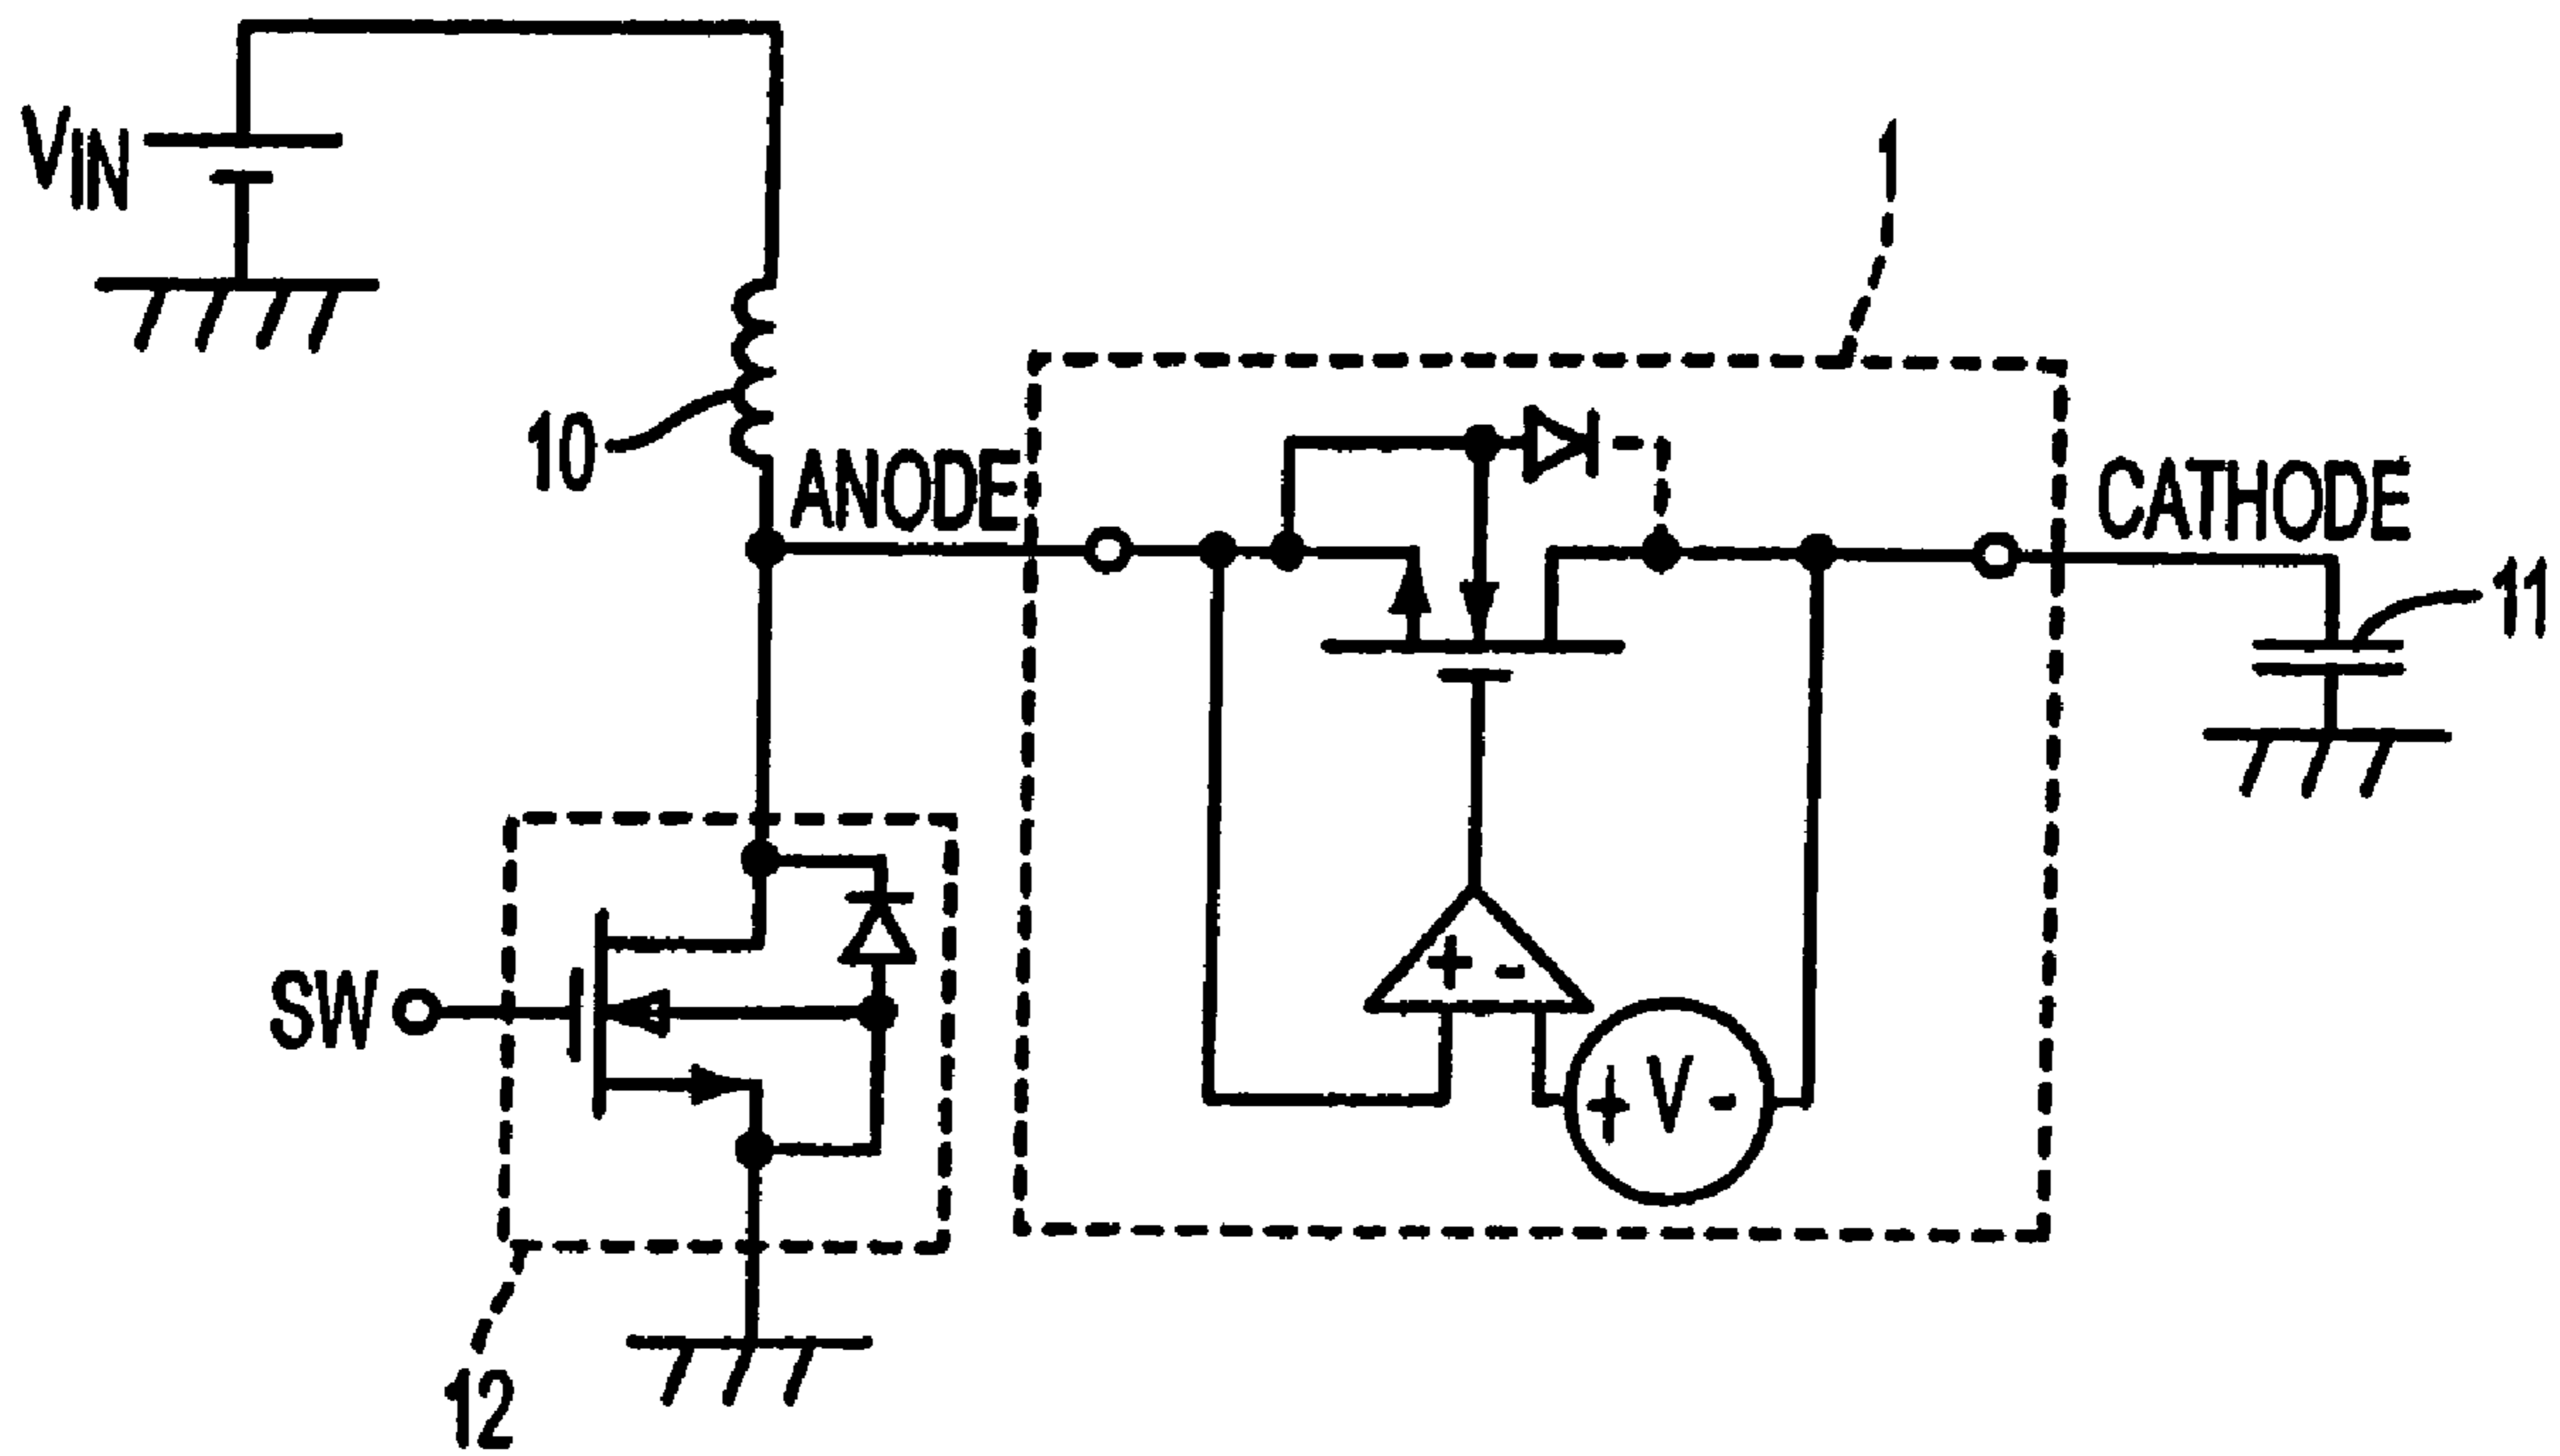 VIN
1
10
ANODE
CATHODE
11
+ -
SW
+ V -
12